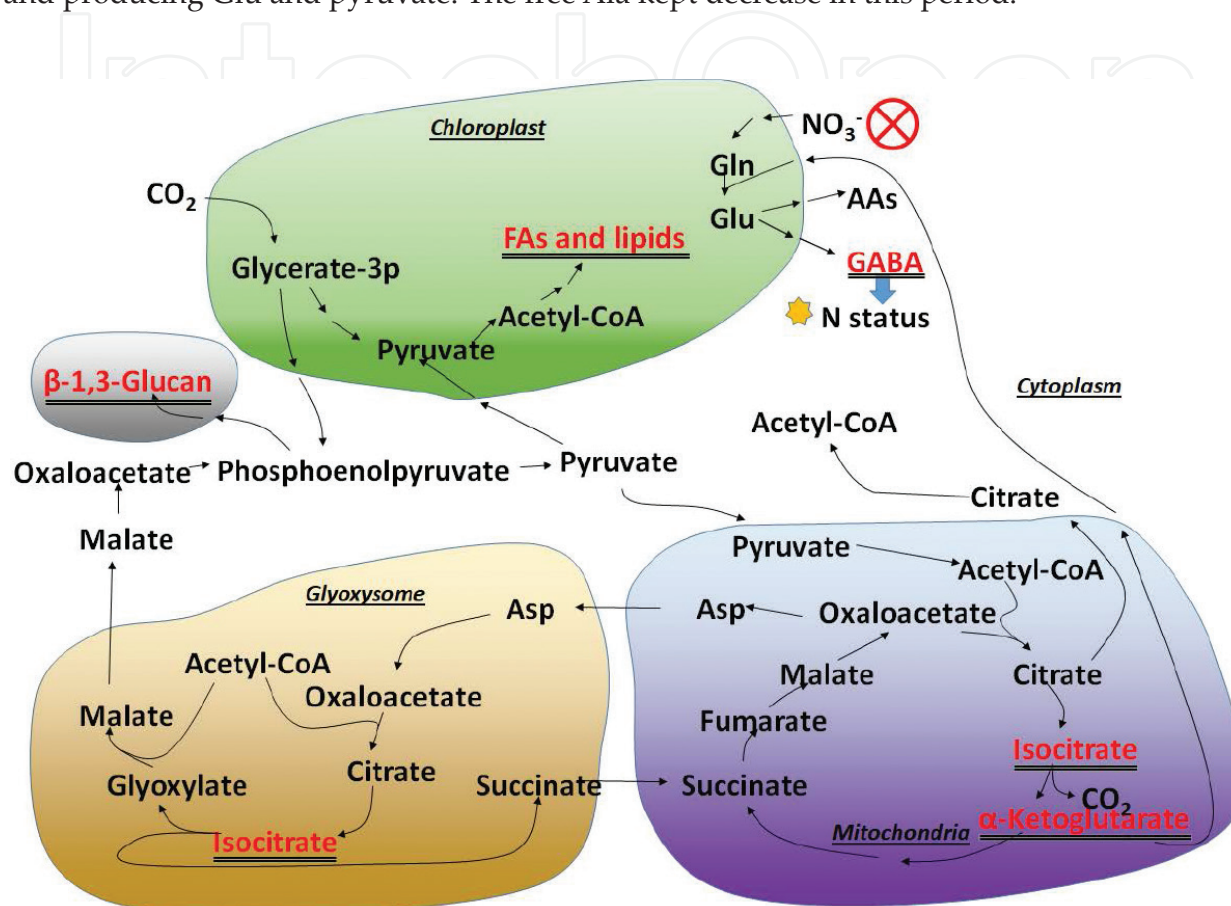 and producing Glu and pyruvate. The free Ala kept decrease in this period.
IntechOpen
Chloroplast
NO₃⁻
Gln
CO₂
AAs
Glu
FAs and lipids
Glycerate-3p
GABA
Acetyl-CoA
N status
Pyruvate
β-1,3-Glucan
Cytoplasm
Acetyl-CoA
Oxaloacetate
Phosphoenolpyruvate
Pyruvate
Citrate
Malate
Pyruvate
Acetyl-CoA
Glyoxysome
Asp
Asp
Oxaloacetate
Acetyl-CoA
Malate
Citrate
Oxaloacetate
Malate
Fumarate
Isocitrate
Citrate
Glyoxylate
Succinate
Succinate
CO₂
α-Ketoglutarate
Mitochondria
Isocitrate